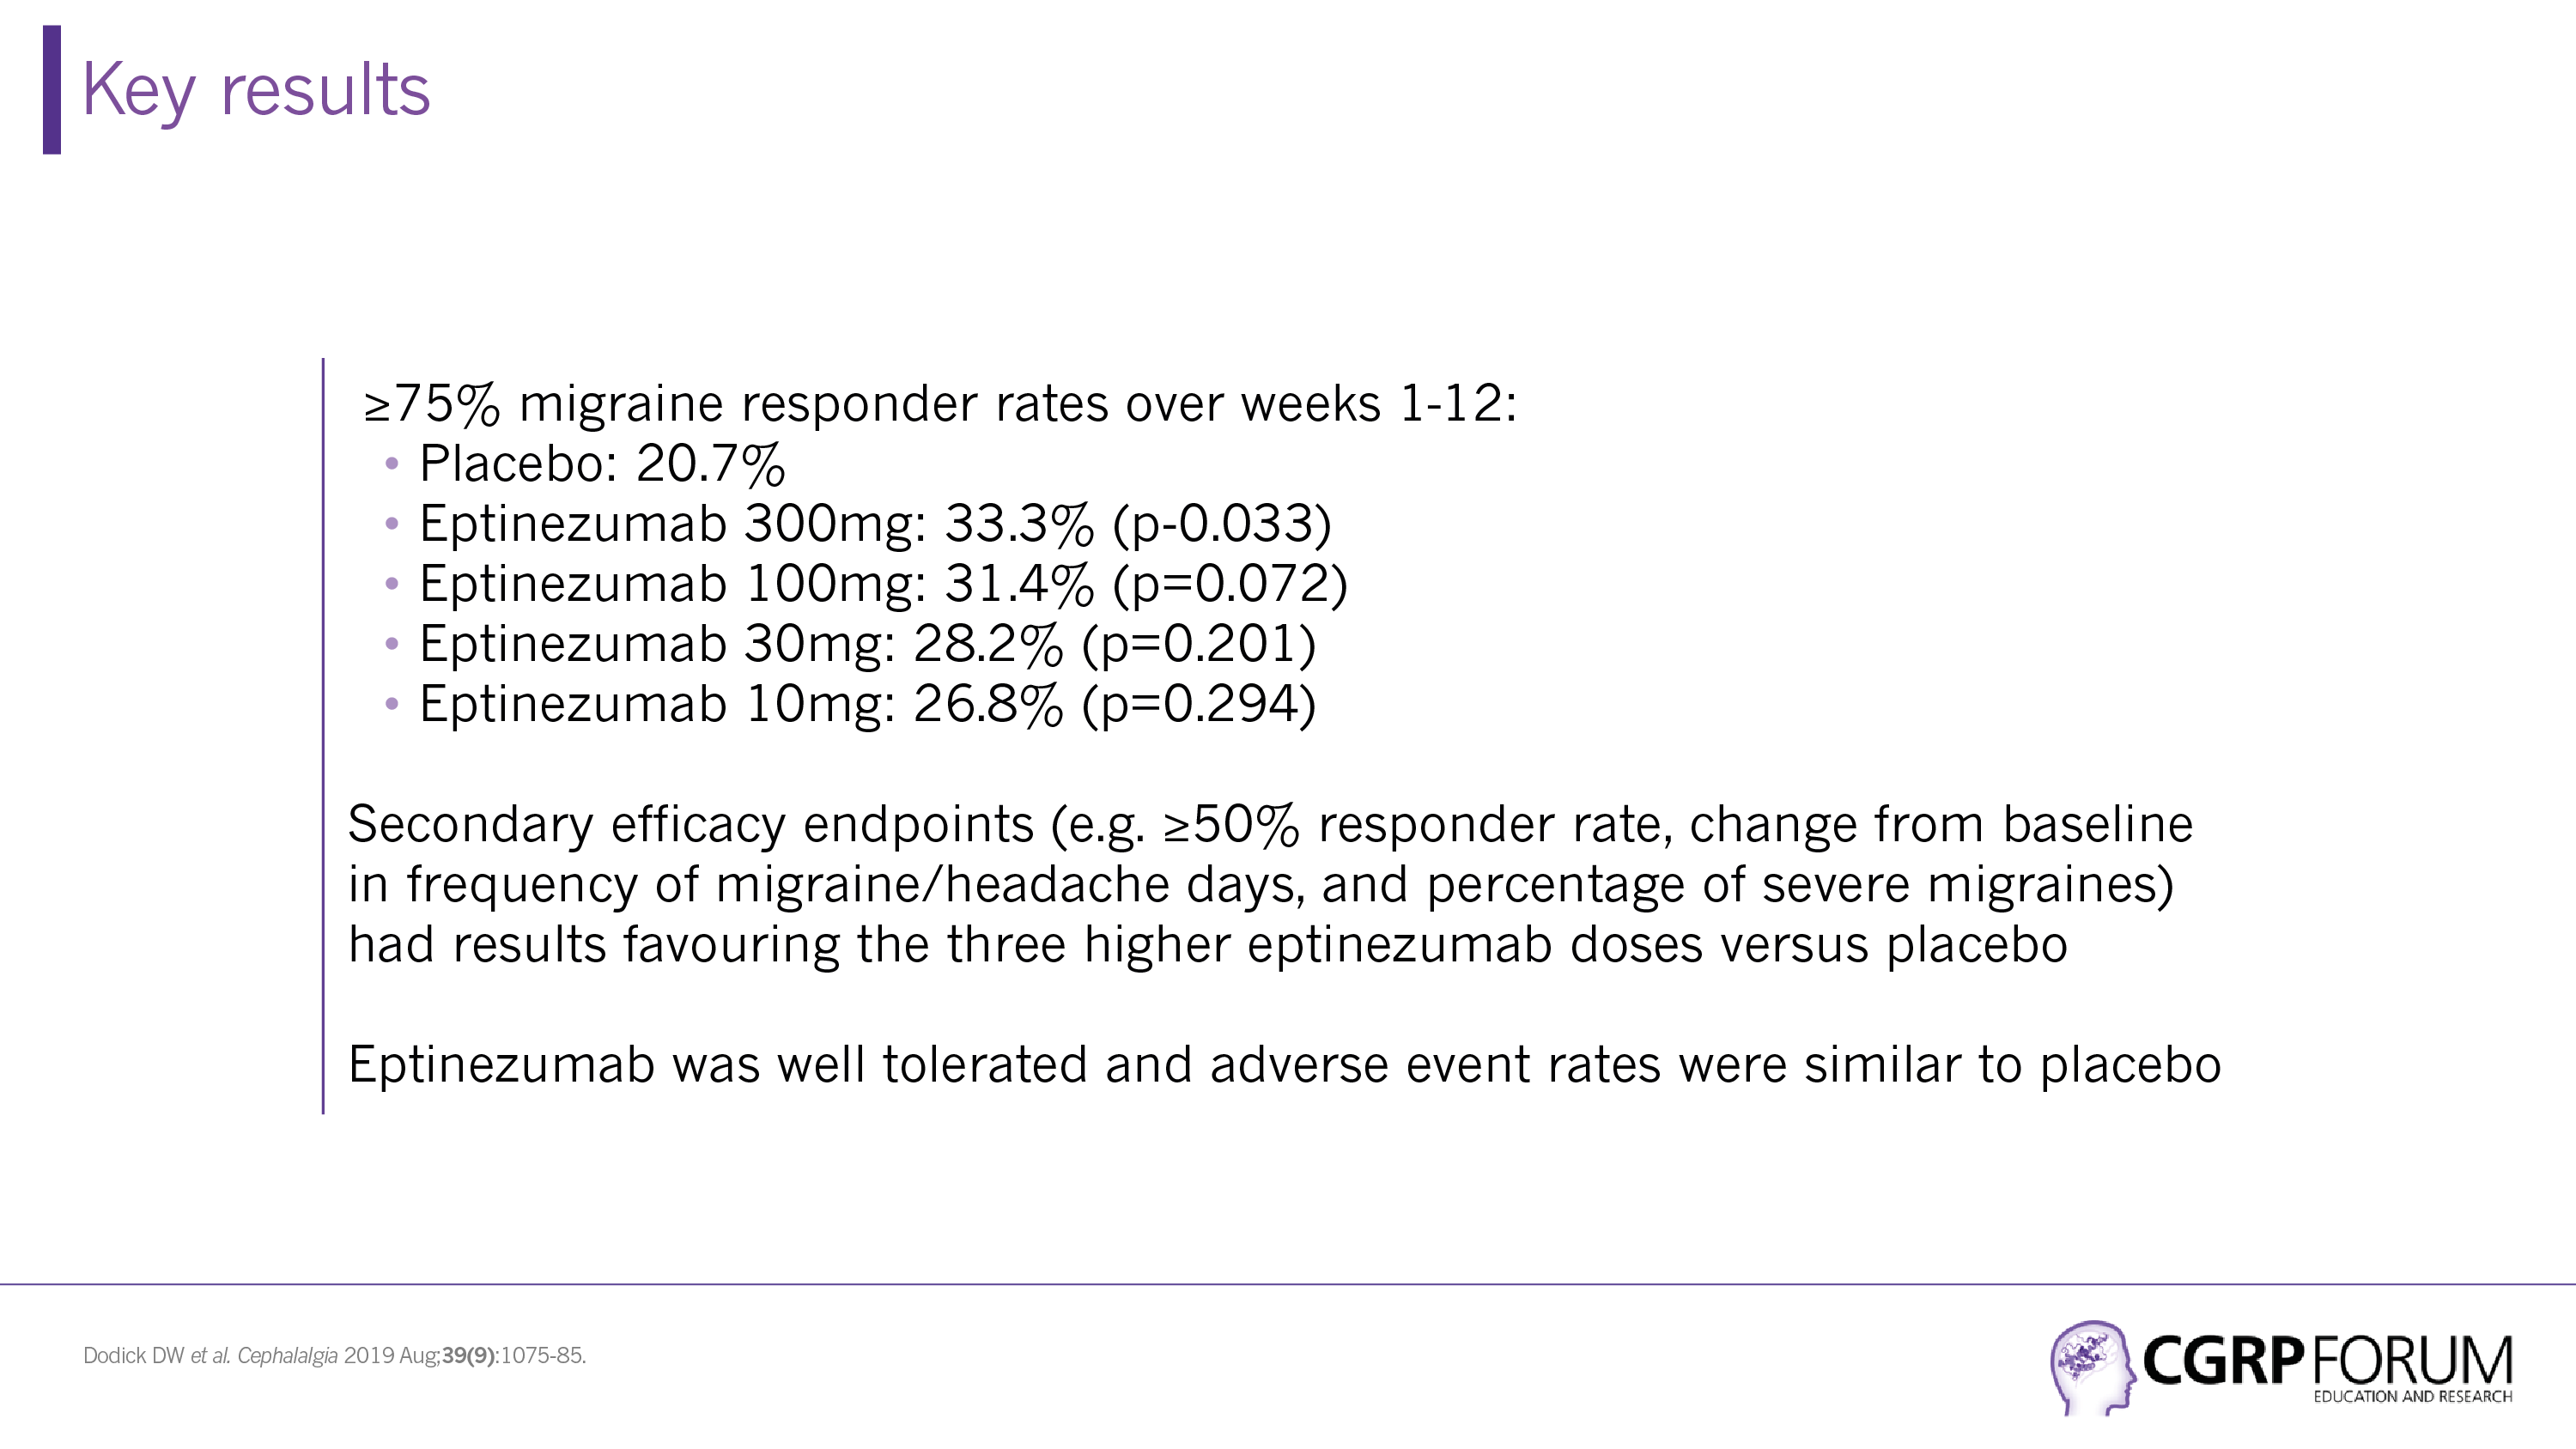 Key results
≥75% migraine responder rates over weeks 1-12:
• Placebo: 20.7%
• Eptinezumab 300mg: 33.3% (p-0.033)
• Eptinezumab 100mg: 31.4% (p=0.072)
• Eptinezumab 30mg: 28.2% (p=0.201)
• Eptinezumab 10mg: 26.8% (p=0.294)
Secondary efficacy endpoints (e.g. ≥50% responder rate, change from baseline
in frequency of migraine/headache days, and percentage of severe migraines)
had results favouring the three higher eptinezumab doses versus placebo
Eptinezumab was well tolerated and adverse event rates were similar to placebo
Dodick DW et al. Cephalalgia 2019 Aug;39(9):1075-85.
CGRP FORUM
EDUCATION AND RESEARCH